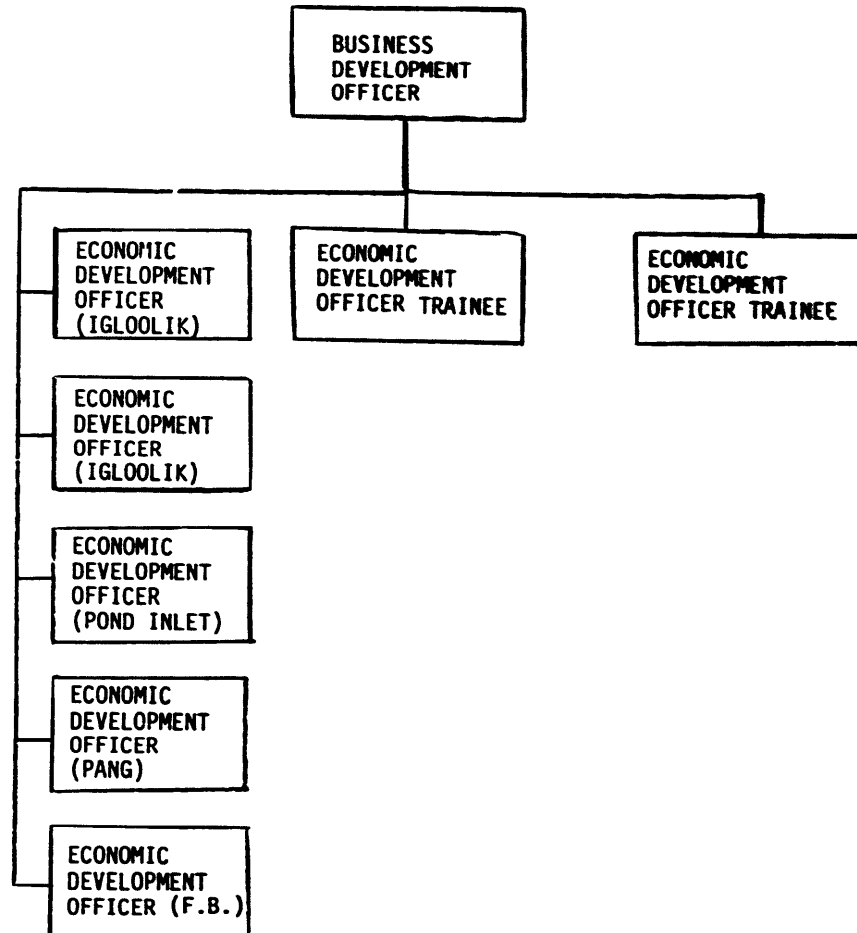 BUSINESS
DEVELOPMENT
OFFICER
ECONOMIC
DEVELOPMENT
OFFICER
(IGLOOLIK)
ECONOMIC
DEVELOPMENT
OFFICER TRAINEE
ECONOMIC
DEVELOPMENT
OFFICER TRAINEE
ECONOMIC
DEVELOPMENT
OFFICER
(IGLOOLIK)
ECONOMIC
DEVELOPMENT
OFFICER
(POND INLET)
ECONOMIC
DEVELOPMENT
OFFICER
(PANG)
ECONOMIC
DEVELOPMENT
OFFICER (F.B.)